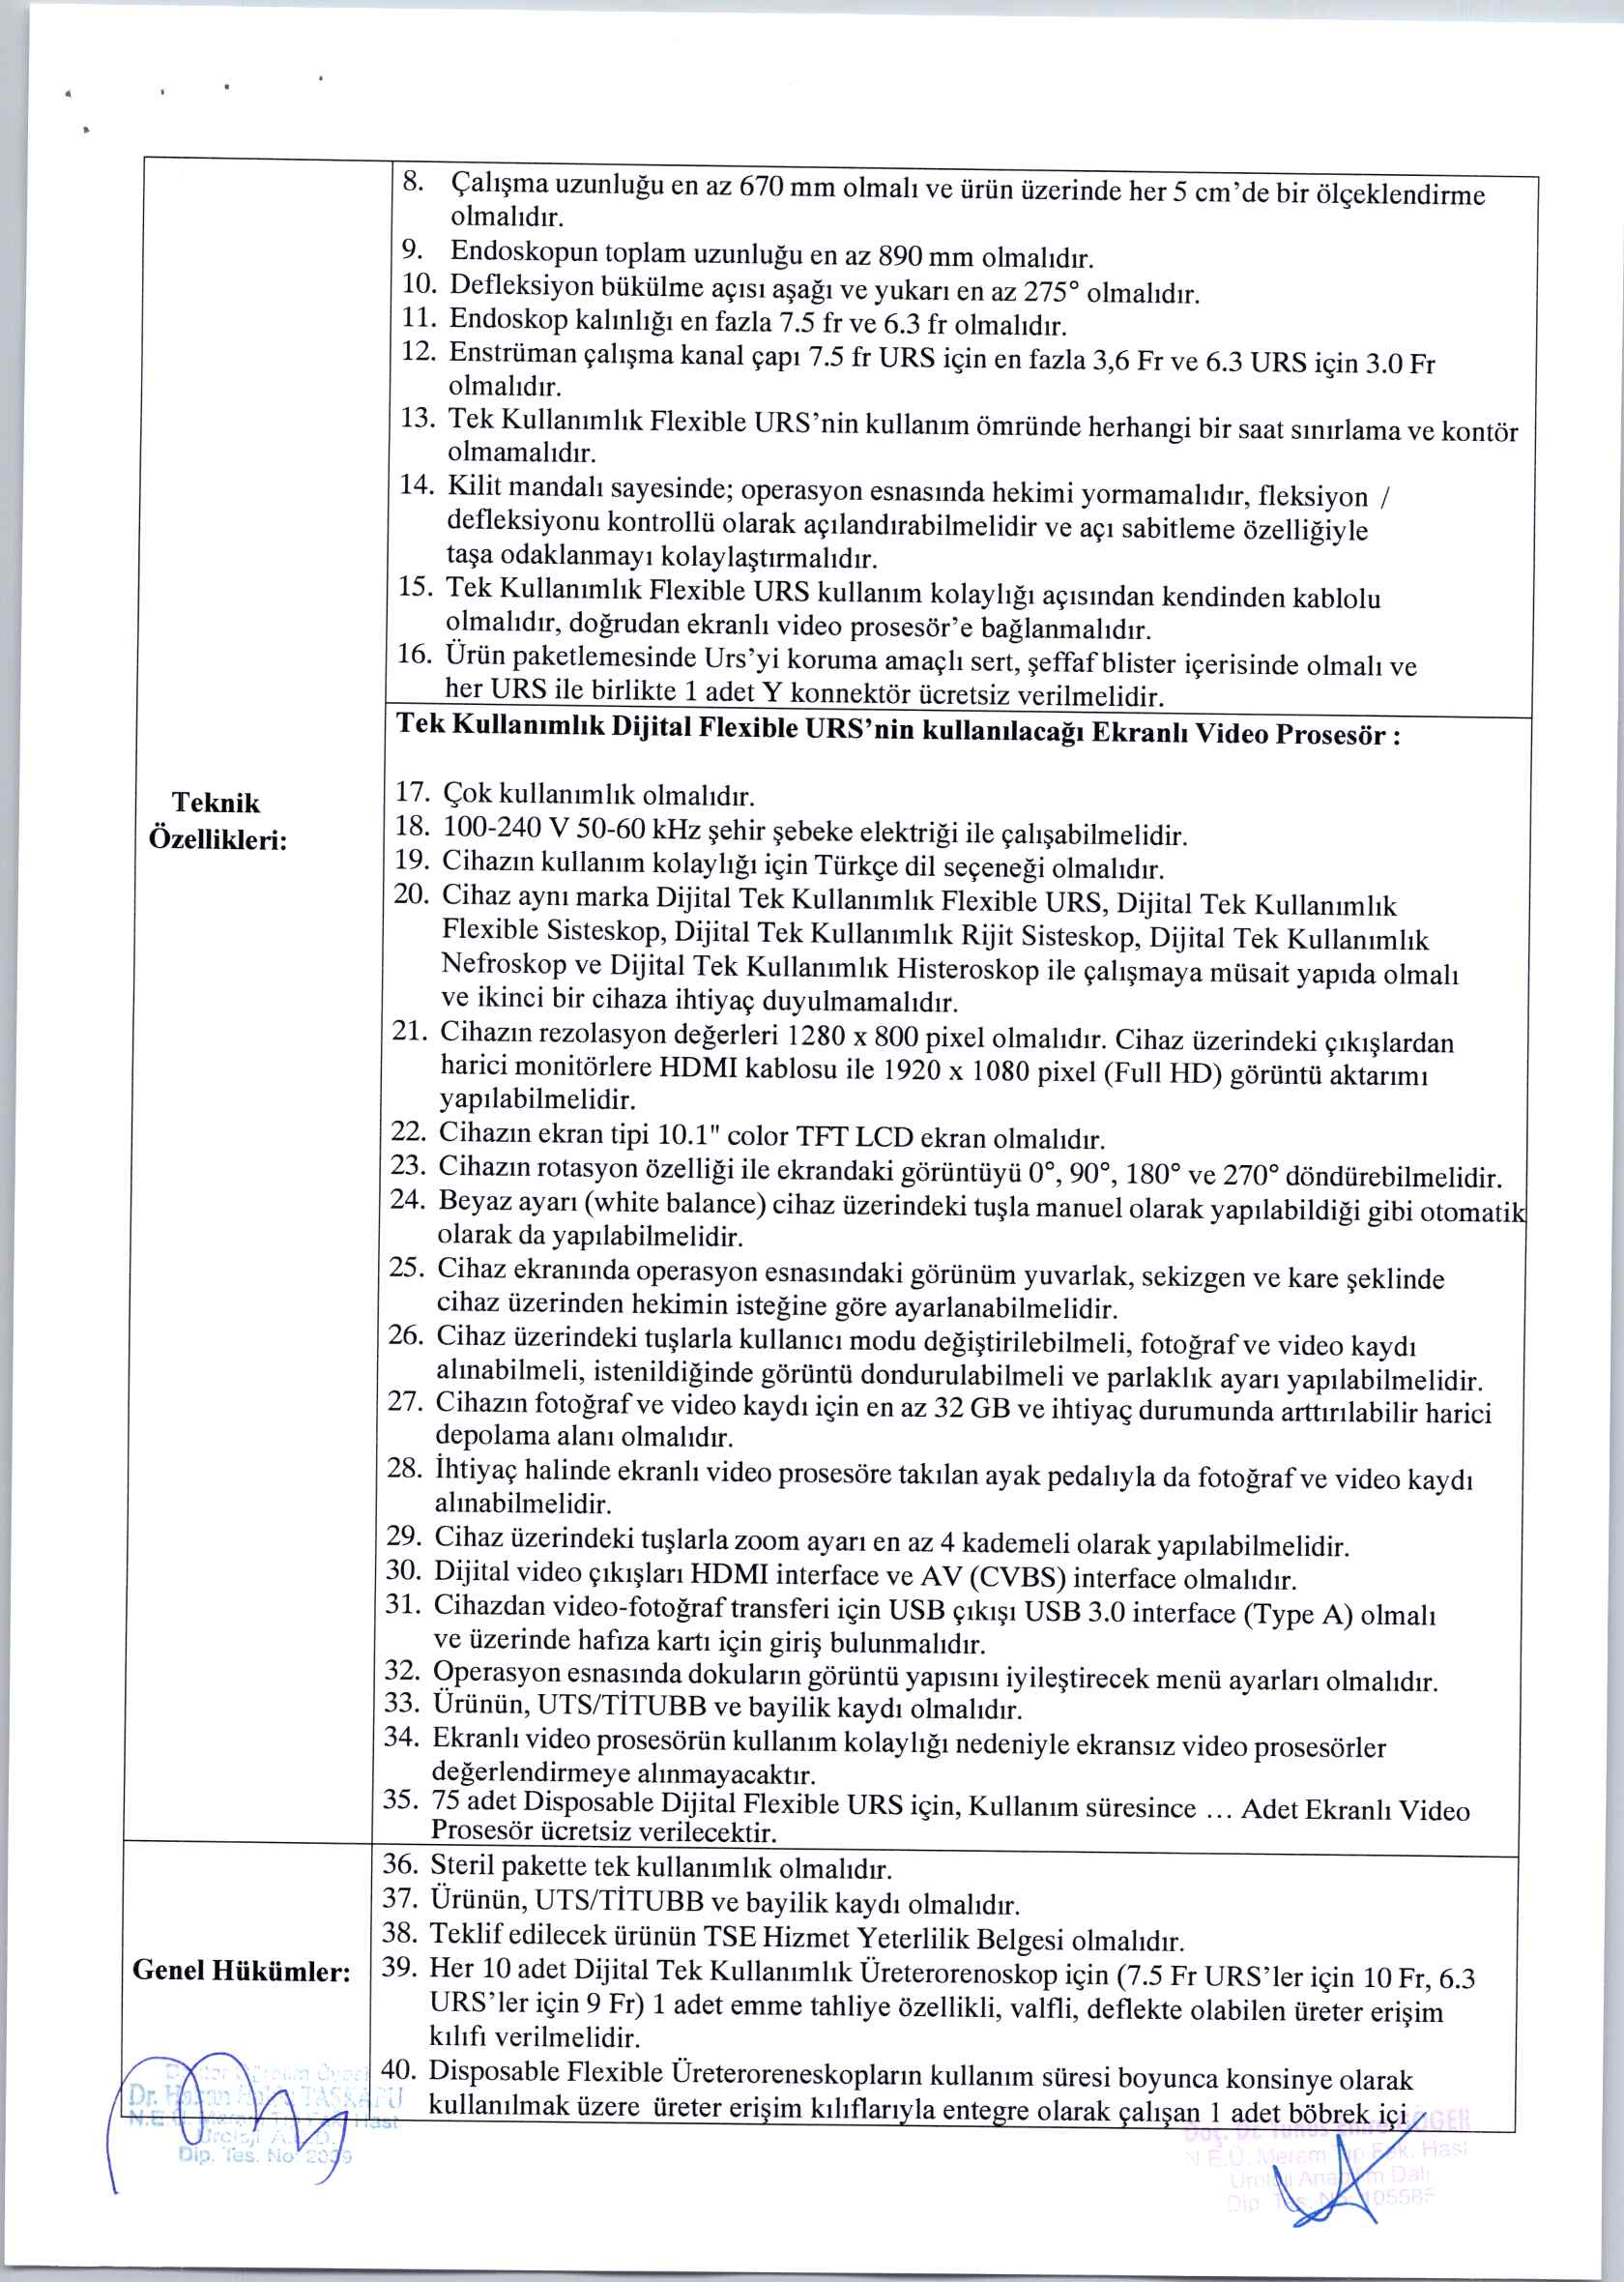 8. Çalışma uzunluğu en az 670 mm olmalı ve ürün üzerinde her 5 cm’de bir ölçeklendirme
olmalıdır.
9. Endoskopun toplam uzunluğu en az 890 mm olmalıdır.
10. Defleksiyon bükülme açısı aşağı ve yukarı en az 275° olmalıdır.
11. Endoskop kalınlığı en fazla 7.5 fr ve 6.3 fr olmalıdır.
12. Enstrüman çalışma kanal çapı 7.5 fr URS için en fazla 3,6 Fr ve 6.3 URS için 3.0 Fr
olmalıdır.
13. Tek Kullanımlık Flexible URS’nin kullanım ömründe herhangi bir saat sınırlama ve kontör
olmamalıdır.
14. Kilit mandalı sayesinde; operasyon esnasında hekimi yormamalıdır, fleksiyon /
defleksiyonu kontrollü olarak açılandırabilmelidir ve açı sabitleme özelliğiyle
taşa odaklanmayı kolaylaştırmalıdır.
15. Tek Kullanımlık Flexible URS kullanım kolaylığı açısından kendinden kablolu
olmalıdır, doğrudan ekranlı video prosesör’e bağlanmalıdır.
16. Ürün paketlemesinde Urs’yi koruma amaçlı sert, şeffaf blister içerisinde olmalı ve
her URS ile birlikte 1 adet Y konnektör ücretsiz verilmelidir.
Tek Kullanımlık Dijital Flexible URS’nin kullanılacağı Ekranlı Video Prosesör :
Teknik
Özellikleri:
17. Çok kullanımlık olmalıdır.
18. 100-240 V 50-60 kHz şehir şebeke elektriği ile çalışabilmelidir.
19. Cihazın kullanım kolaylığı için Türkçe dil seçeneği olmalıdır.
20. Cihaz aynı marka Dijital Tek Kullanımlık Flexible URS, Dijital Tek Kullanımlık
Flexible Sisteskop, Dijital Tek Kullanımlık Rijit Sisteskop, Dijital Tek Kullanımlık
Nefroskop ve Dijital Tek Kullanımlık Histeroskop ile çalışmaya müsait yapıda olmalı
ve ikinci bir cihaza ihtiyaç duyulmamalıdır.
21. Cihazın rezolasyon değerleri 1280 x 800 pixel olmalıdır. Cihaz üzerindeki çıkışlardan
harici monitörlere HDMI kablosu ile 1920 x 1080 pixel (Full HD) görüntü aktarımı
yapılabilmelidir.
22. Cihazın ekran tipi 10.1" color TFT LCD ekran olmalıdır.
23. Cihazın rotasyon özelliği ile ekrandaki görüntüyü 0°, 90°, 180° ve 270° döndürebilmelidir.
24. Beyaz ayarı (white balance) cihaz üzerindeki tuşla manuel olarak yapılabildiği gibi otomatik
olarak da yapılabilmelidir.
25. Cihaz ekranında operasyon esnasındaki görünüm yuvarlak, sekizgen ve kare şeklinde
cihaz üzerinden hekimin isteğine göre ayarlanabilmelidir.
26. Cihaz üzerindeki tuşlarla kullanıcı modu değiştirilebilmeli, fotoğraf ve video kaydı
alınabilmeli, istenildiğinde görüntü dondurulabilmeli ve parlaklık ayarı yapılabilmelidir.
27. Cihazın fotoğraf ve video kaydı için en az 32 GB ve ihtiyaç durumunda arttırılabilir harici
depolama alanı olmalıdır.
28. İhtiyaç halinde ekranlı video prosesöre takılan ayak pedalıyla da fotoğraf ve video kaydı
alınabilmelidir.
29. Cihaz üzerindeki tuşlarla zoom ayarı en az 4 kademeli olarak yapılabilmelidir.
30. Dijital video çıkışları HDMI interface ve AV (CVBS) interface olmalıdır.
31. Cihazdan video-fotoğraf transferi için USB çıkışı USB 3.0 interface (Type A) olmalı
ve üzerinde hafıza kartı için giriş bulunmalıdır.
32. Operasyon esnasında dokuların görüntü yapısını iyileştirecek menü ayarları olmalıdır.
33. Ürünün, UTS/TİTUBB ve bayilik kaydı olmalıdır.
34. Ekranlı video prosesörün kullanım kolaylığı nedeniyle ekransız video prosesörler
değerlendirmeye alınmayacaktır.
35. 75 adet Disposable Dijital Flexible URS için, Kullanım süresince … Adet Ekranlı Video
Prosesör ücretsiz verilecektir.
Genel Hükümler:
36. Steril pakette tek kullanımlık olmalıdır.
37. Ürünün, UTS/TİTUBB ve bayilik kaydı olmalıdır.
38. Teklif edilecek ürünün TSE Hizmet Yeterlilik Belgesi olmalıdır.
39. Her 10 adet Dijital Tek Kullanımlık Üreterorenoskop için (7.5 Fr URS’ler için 10 Fr, 6.3
URS’ler için 9 Fr) 1 adet emme tahliye özellikli, valfli, deflekte olabilen üreter erişim
kılıfı verilmelidir.
40. Disposable Flexible Üreteroreneskopların kullanım süresi boyunca konsinye olarak
kullanılmak üzere üreter erişim kılıflarıyla entegre olarak çalışan 1 adet böbrek içi
Dr.
Dip. Tes. No
Doç. Dr. Yunus Emre
N.E.Ü. Meram Tıp Fak. Hast